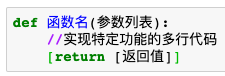 def 函数名(参数列表):
    //实现特定功能的多行代码
    [return [返回值]]